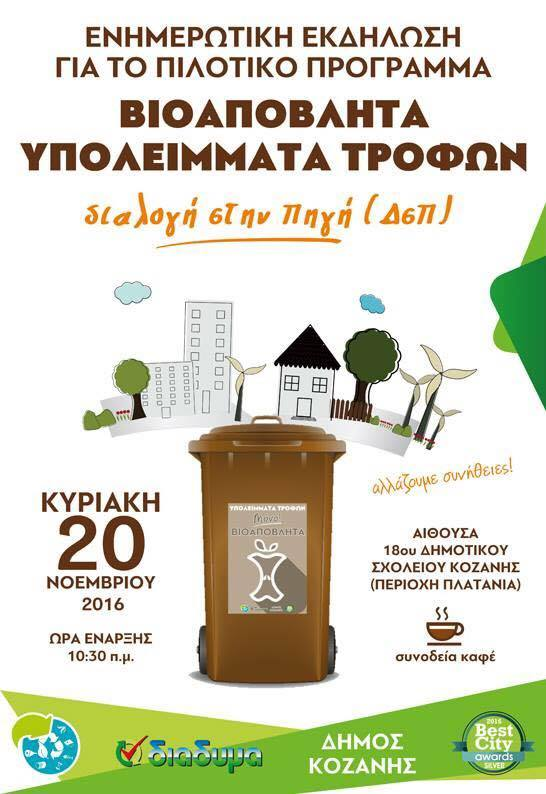 ΕΝΗΜΕΡΩΤΙΚΗ ΕΚΔΗΛΩΣΗ
ΓΙΑ ΤΟ ΠΙΛΟΤΙΚΟ ΠΡΟΓΡΑΜΜΑ
ΒΙΟΑΠΟΒΛΗΤΑ
ΥΠΟΛΕΙΜΜΑΤΑ ΤΡΟΦΩΝ
διαλογή στην πηγή (ΔσΠ)
αλλάζουμε συνήθειες!
ΥΠΟΛΕΙΜΜΑΤΑ ΤΡΟΦΩΝ
Μόνο
ΒΙΟΑΠΟΒΛΗΤΑ
ΚΥΡΙΑΚΗ
20
ΝΟΕΜΒΡΙΟΥ
2016
ΩΡΑ ΕΝΑΡΞΗΣ
10:30 π.μ.
ΑΙΘΟΥΣΑ
18ου ΔΗΜΟΤΙΚΟΥ
ΣΧΟΛΕΙΟΥ ΚΟΖΑΝΗΣ
(ΠΕΡΙΟΧΗ ΠΛΑΤΑΝΙΑ)
συνοδεία καφέ
διαδυμα
ΔΗΜΟΣ
ΚΟΖΑΝΗΣ
2016
Best
City
awards
SILVER